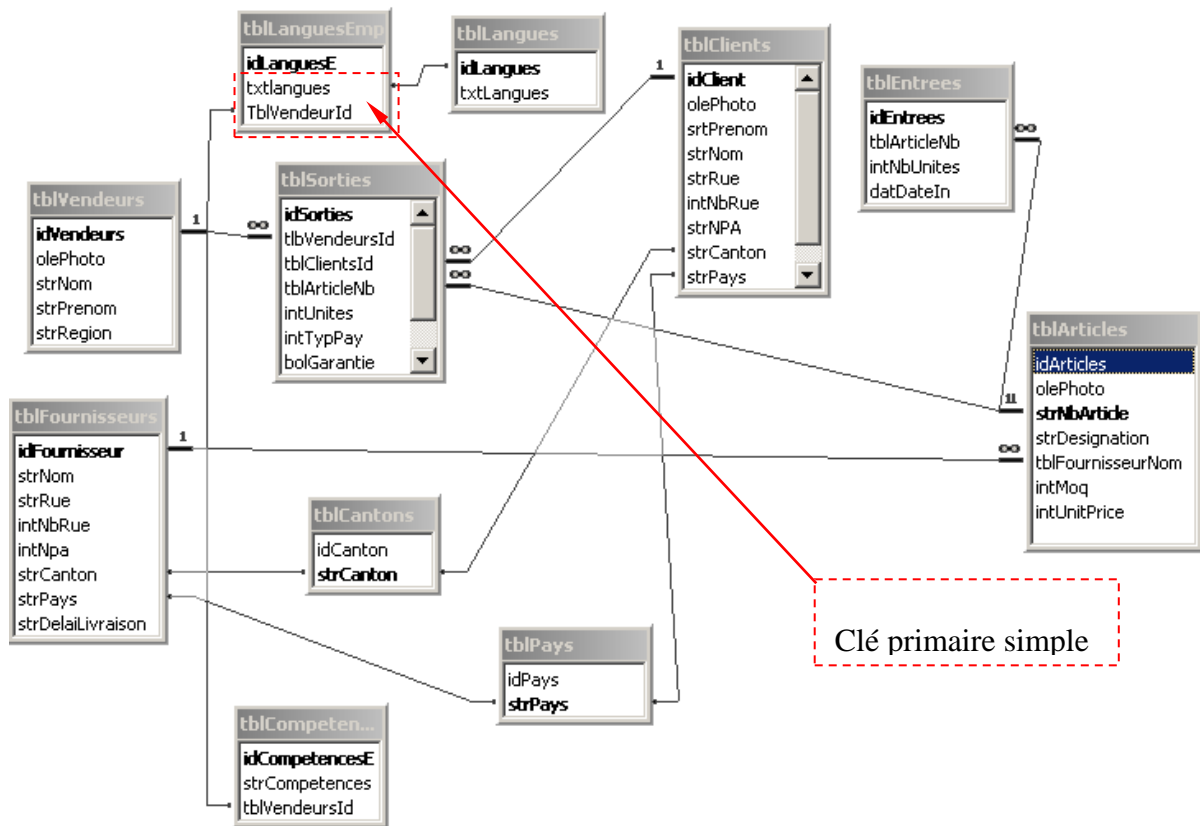 tblLanguesEmp
idLanguesE
txtlangues
TblVendeurId
tblLangues
idLangues
txtLangues
tblClients
idClient
olePhoto
srtPrenom
strNom
strRue
intNbRue
strNPA
strCanton
strPays
tblEntrees
idEntrees
tblArticleNb
intNbUnites
datDateIn
tblVendeurs
idVendeurs
olePhoto
strNom
strPrenom
strRegion
tblSorties
idSorties
tlbVendeursId
tblClientsId
tblArticleNb
intUnites
intTypPay
bolGarantie
tblArticles
idArticles
olePhoto
strNbArticle
strDesignation
tblFournisseurNom
intMoq
intUnitPrice
tblFournisseurs
idFournisseur
strNom
strRue
intNbRue
intNpa
strCanton
strPays
strDelaiLivraison
tblCantons
idCanton
strCanton
tblPays
idPays
strPays
tblCompeten...
idCompetencesE
strCompetences
tblVendeursId
Clé primaire simple
1
∞
1
∞
∞
∞
11
1
∞